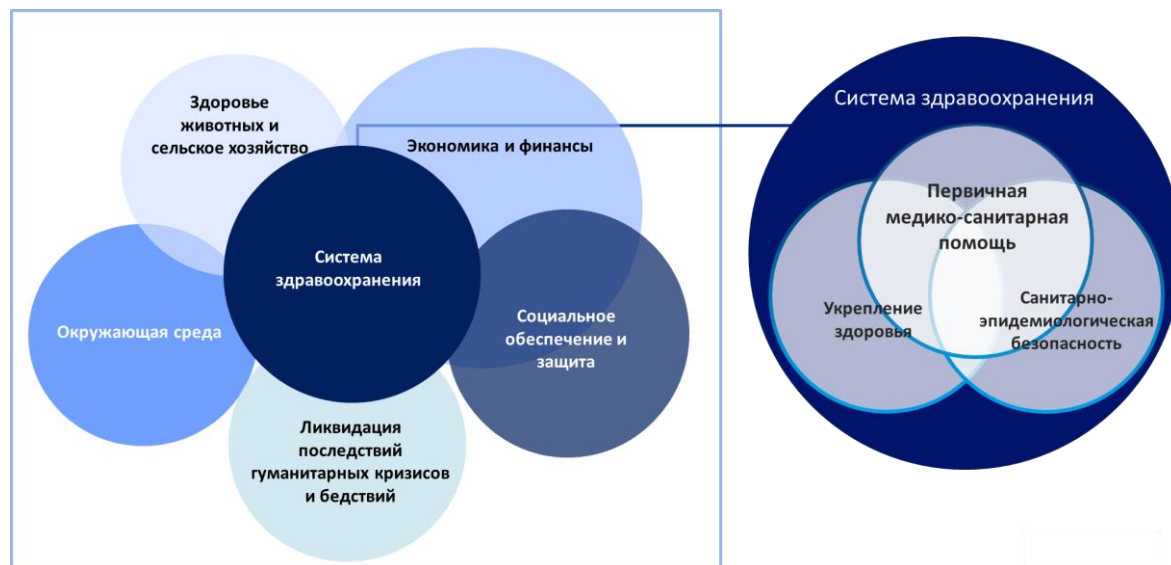 Здоровье
животных и
сельское хозяйство
Экономика и финансы
Система
здравоохранения
Окружающая среда
Социальное
обеспечение и
защита
Ликвидация
последствий
гуманитарных кризисов
и бедствий
Система здравоохранения
Первичная
медико-санитарная
помощь
Укрепление
здоровья
Санитарно-
эпидемиологическая
безопасность